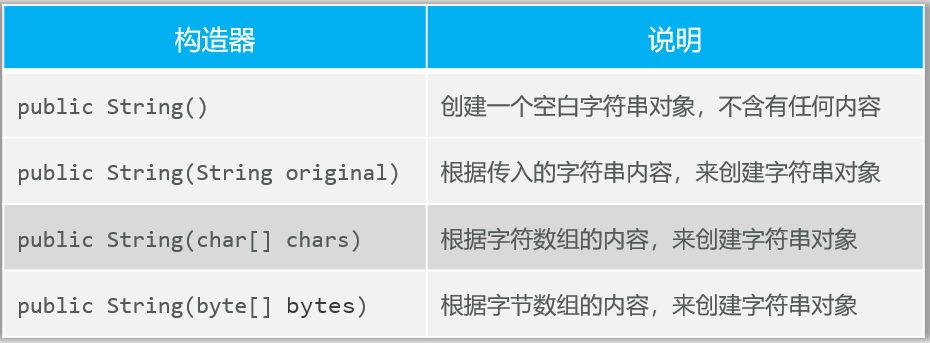 构造器 说明
public String() 创建一个空白字符串对象，不含有任何内容
public String(String original) 根据传入的字符串内容，来创建字符串对象
public String(char[] chars) 根据字符数组的内容，来创建字符串对象
public String(byte[] bytes) 根据字节数组的内容，来创建字符串对象